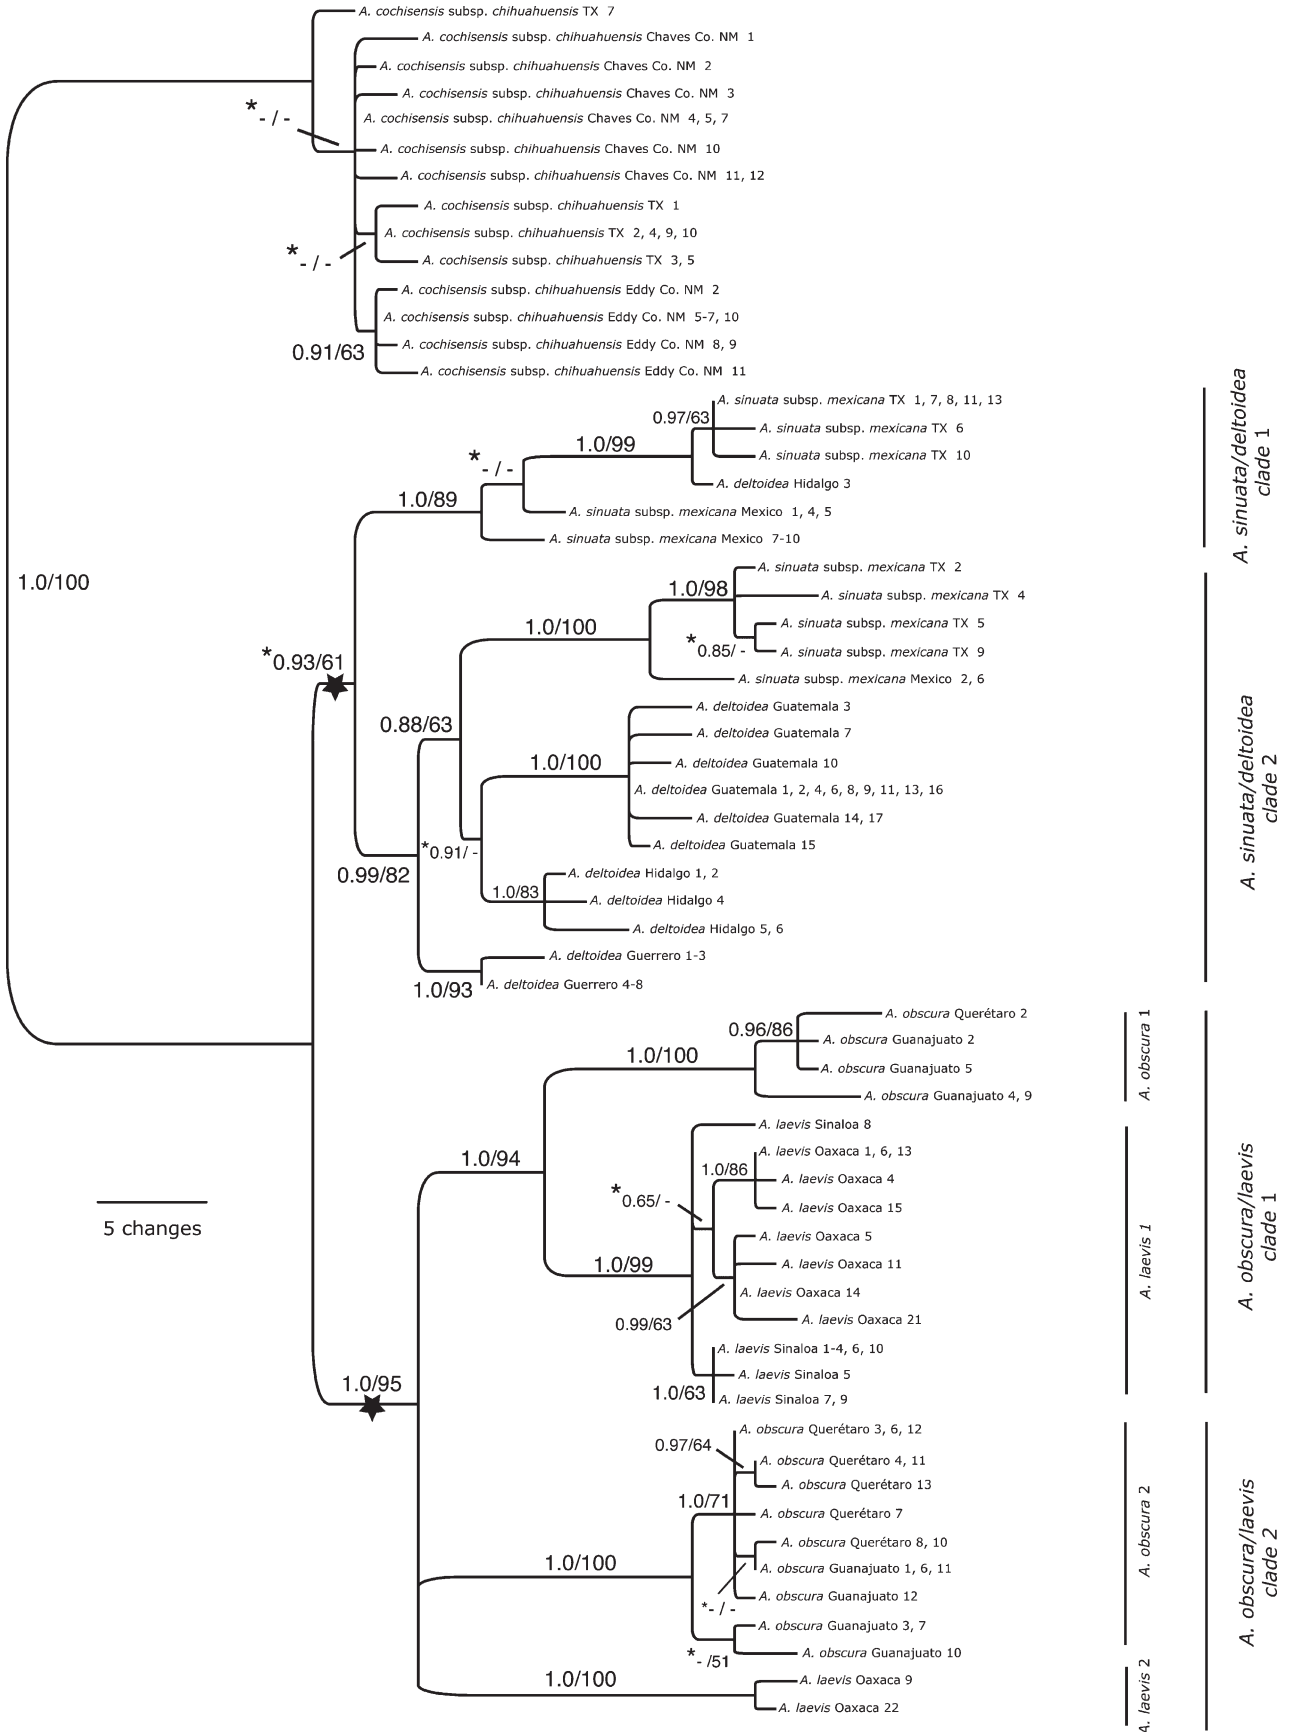 A. cochisensis subsp. chihuahuensis TX 7
A. cochisensis subsp. chihuahuensis Chaves Co. NM 1
A. cochisensis subsp. chihuahuensis Chaves Co. NM 2
A. cochisensis subsp. chihuahuensis Chaves Co. NM 3
*- / -
A. cochisensis subsp. chihuahuensis Chaves Co. NM 4, 5, 7
A. cochisensis subsp. chihuahuensis Chaves Co. NM 10
A. cochisensis subsp. chihuahuensis Chaves Co. NM 11, 12
A. cochisensis subsp. chihuahuensis TX 1
A. cochisensis subsp. chihuahuensis TX 2, 4, 9, 10
*- / -
A. cochisensis subsp. chihuahuensis TX 3, 5
A. cochisensis subsp. chihuahuensis Eddy Co. NM 2
A. cochisensis subsp. chihuahuensis Eddy Co. NM 5-7, 10
A. cochisensis subsp. chihuahuensis Eddy Co. NM 8, 9
0.91/63
A. cochisensis subsp. chihuahuensis Eddy Co. NM 11
A. sinuata subsp. mexicana TX 1, 7, 8, 11, 13
0.97/63
A. sinuata subsp. mexicana TX 6
1.0/99
A. sinuata subsp. mexicana TX 10
*- / -
A. deltoidea Hidalgo 3
1.0/89
A. sinuata subsp. mexicana Mexico 1, 4, 5
A. sinuata subsp. mexicana Mexico 7-10
A. sinuata/deltoidea
clade 1
A. sinuata subsp. mexicana TX 2
1.0/100
1.0/98
A. sinuata subsp. mexicana TX 4
1.0/100
A. sinuata subsp. mexicana TX 5
*0.85/ -
A. sinuata subsp. mexicana TX 9
*0.93/61
A. sinuata subsp. mexicana Mexico 2, 6
A. deltoidea Guatemala 3
0.88/63
A. deltoidea Guatemala 7
1.0/100
A. deltoidea Guatemala 10
A. deltoidea Guatemala 1, 2, 4, 6, 8, 9, 11, 13, 16
A. deltoidea Guatemala 14, 17
A. deltoidea Guatemala 15
*0.91/ -
0.99/82
A. deltoidea Hidalgo 1, 2
1.0/83
A. deltoidea Hidalgo 4
A. deltoidea Hidalgo 5, 6
A. deltoidea Guerrero 1-3
1.0/93
A. deltoidea Guerrero 4-8
A. sinuata/deltoidea
clade 2
A. obscura Querétaro 2
0.96/86
A. obscura Guanajuato 2
1.0/100
A. obscura Guanajuato 5
A. obscura Guanajuato 4, 9
A. obscura 1
A. laevis Sinaloa 8
1.0/94
A. laevis Oaxaca 1, 6, 13
1.0/86
A. laevis Oaxaca 4
*0.65/ -
A. laevis Oaxaca 15
5 changes
A. laevis Oaxaca 5
1.0/99
A. laevis Oaxaca 11
A. laevis Oaxaca 14
0.99/63
A. laevis Oaxaca 21
A. laevis Sinaloa 1-4, 6, 10
A. laevis Sinaloa 5
1.0/63
A. laevis Sinaloa 7, 9
A. laevis 1
A. obscura/laevis
clade 1
1.0/95
A. obscura Querétaro 3, 6, 12
0.97/64
A. obscura Querétaro 4, 11
A. obscura Querétaro 13
1.0/71
A. obscura Querétaro 7
A. obscura Querétaro 8, 10
1.0/100
A. obscura Guanajuato 1, 6, 11
*- / -
A. obscura Guanajuato 12
A. obscura Guanajuato 3, 7
*- /51
A. obscura Guanajuato 10
A. obscura 2
1.0/100
A. laevis Oaxaca 9
A. laevis Oaxaca 22
A. laevis 2
A. obscura/laevis
clade 2